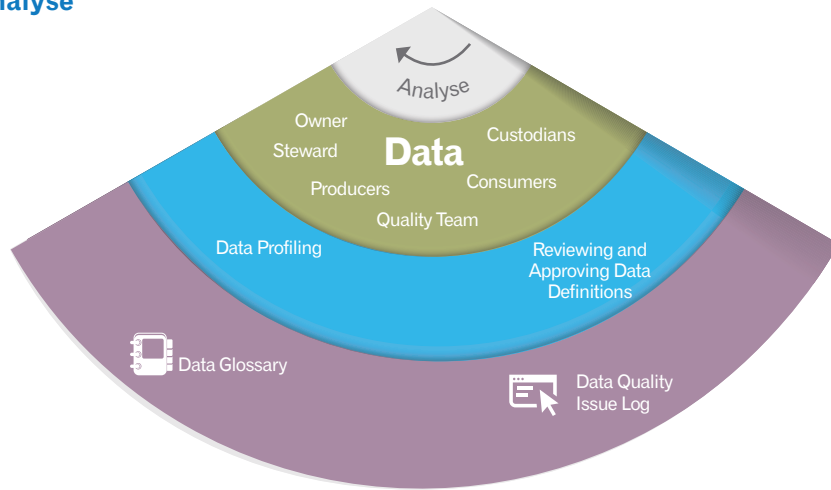 Analyse
Owner
Custodians
Steward
Data
Producers
Consumers
Quality Team
Data Profiling
Reviewing and
Approving Data
Definitions
Data Glossary
Data Quality
Issue Log